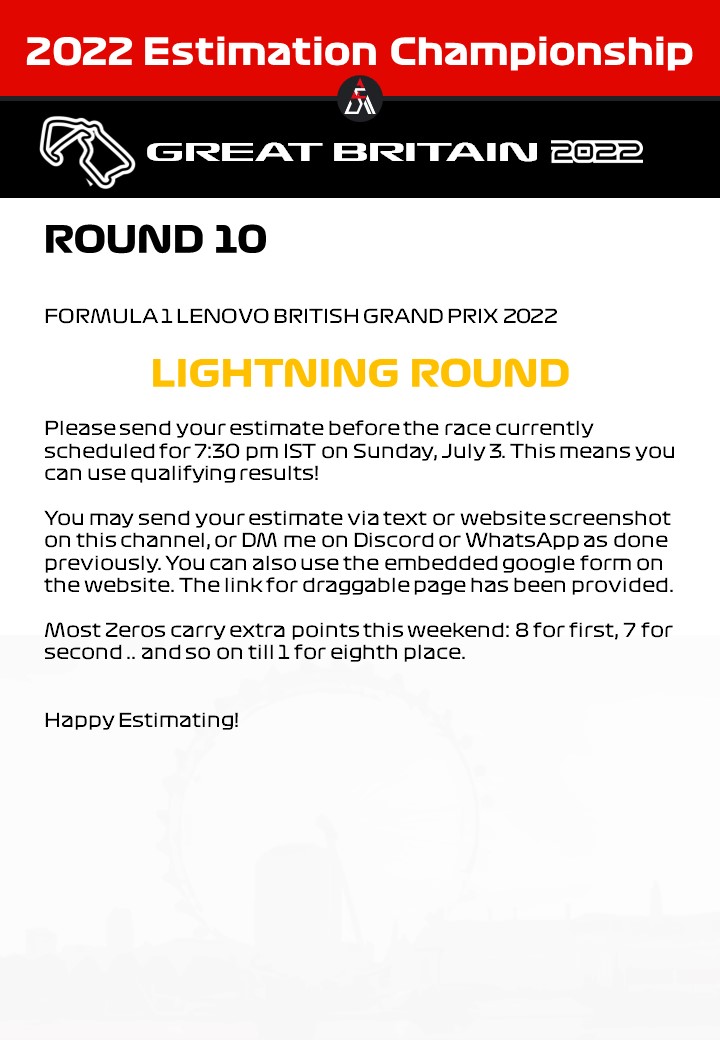 2022 Estimation Championship
GREAT BRITAIN 2022
ROUND 10
FORMULA 1 LENOVO BRITISH GRAND PRIX 2022
LIGHTNING ROUND
Please send your estimate before the race currently
scheduled for 7:30 pm IST on Sunday, July 3. This means you
can use qualifying results!
You may send your estimate via text or website screenshot
on this channel, or DM me on Discord or WhatsApp as done
previously. You can also use the embedded google form on
the website. The link for draggable page has been provided.
Most Zeros carry extra points this weekend: 8 for first, 7 for
second .. and so on till 1 for eighth place.
Happy Estimating!